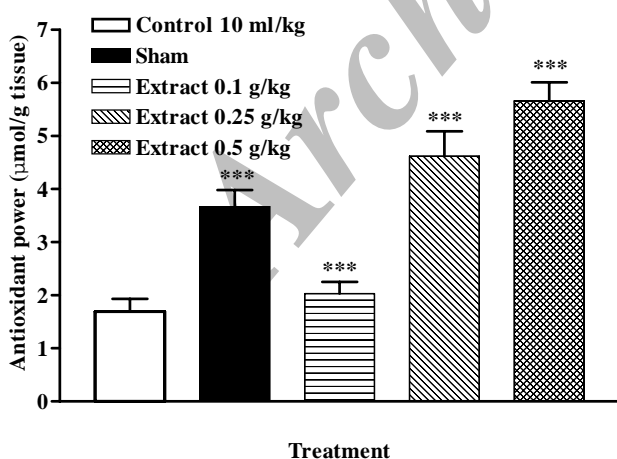 Control 10 ml/kg
Sham
Extract 0.1 g/kg
Extract 0.25 g/kg
Extract 0.5 g/kg
Antioxidant power (μmol/g tissue)
7
6
5
4
3
2
1
0
***
***
***
***
Treatment
Arch